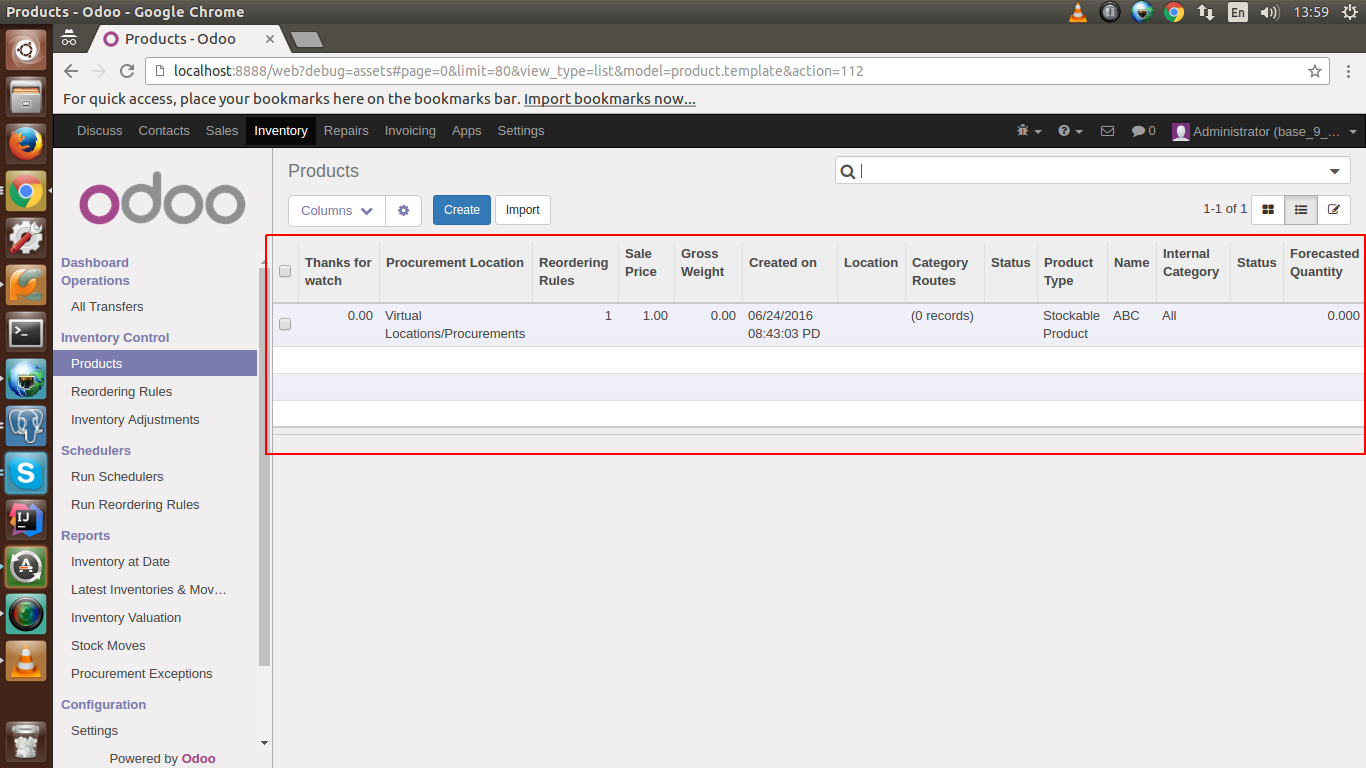 Products - Odoo - Google Chrome
En
13:59
Products - Odoo
localhost:8888/web?debug=assets#page=0&limit=80&view_type=list&model=product.template&action=112
For quick access, place your bookmarks here on the bookmarks bar. Import bookmarks now...
Discuss Contacts Sales Inventory Repairs Invoicing Apps Settings 0 Administrator (base_9_...
odoo
Dashboard
Operations
All Transfers
Inventory Control
Products
Reordering Rules
Inventory Adjustments
Schedulers
Run Schedulers
Run Reordering Rules
Reports
Inventory at Date
Latest Inventories & Mov…
Inventory Valuation
Stock Moves
Procurement Exceptions
Configuration
Settings
Powered by Odoo
Products
Columns Create Import
1-1 of 1
Thanks for watch Procurement Location Reordering Rules Sale Price Gross Weight Created on Location Category Routes Status Product Type Name Internal Category Status Forecasted Quantity
0.00 Virtual Locations/Procurements 1 1.00 0.00 06/24/2016 08:43:03 PD (0 records) Stockable Product ABC All 0.000
S
IJ